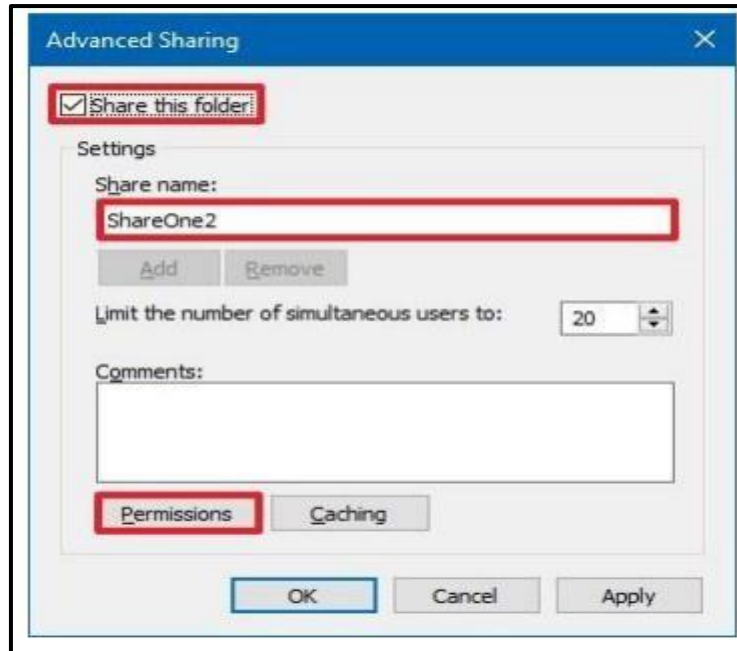 Advanced Sharing
Share this folder
Settings
Share name:
ShareOne2
Add Remove
Limit the number of simultaneous users to: 20
Comments:
Permissions Caching
OK Cancel Apply